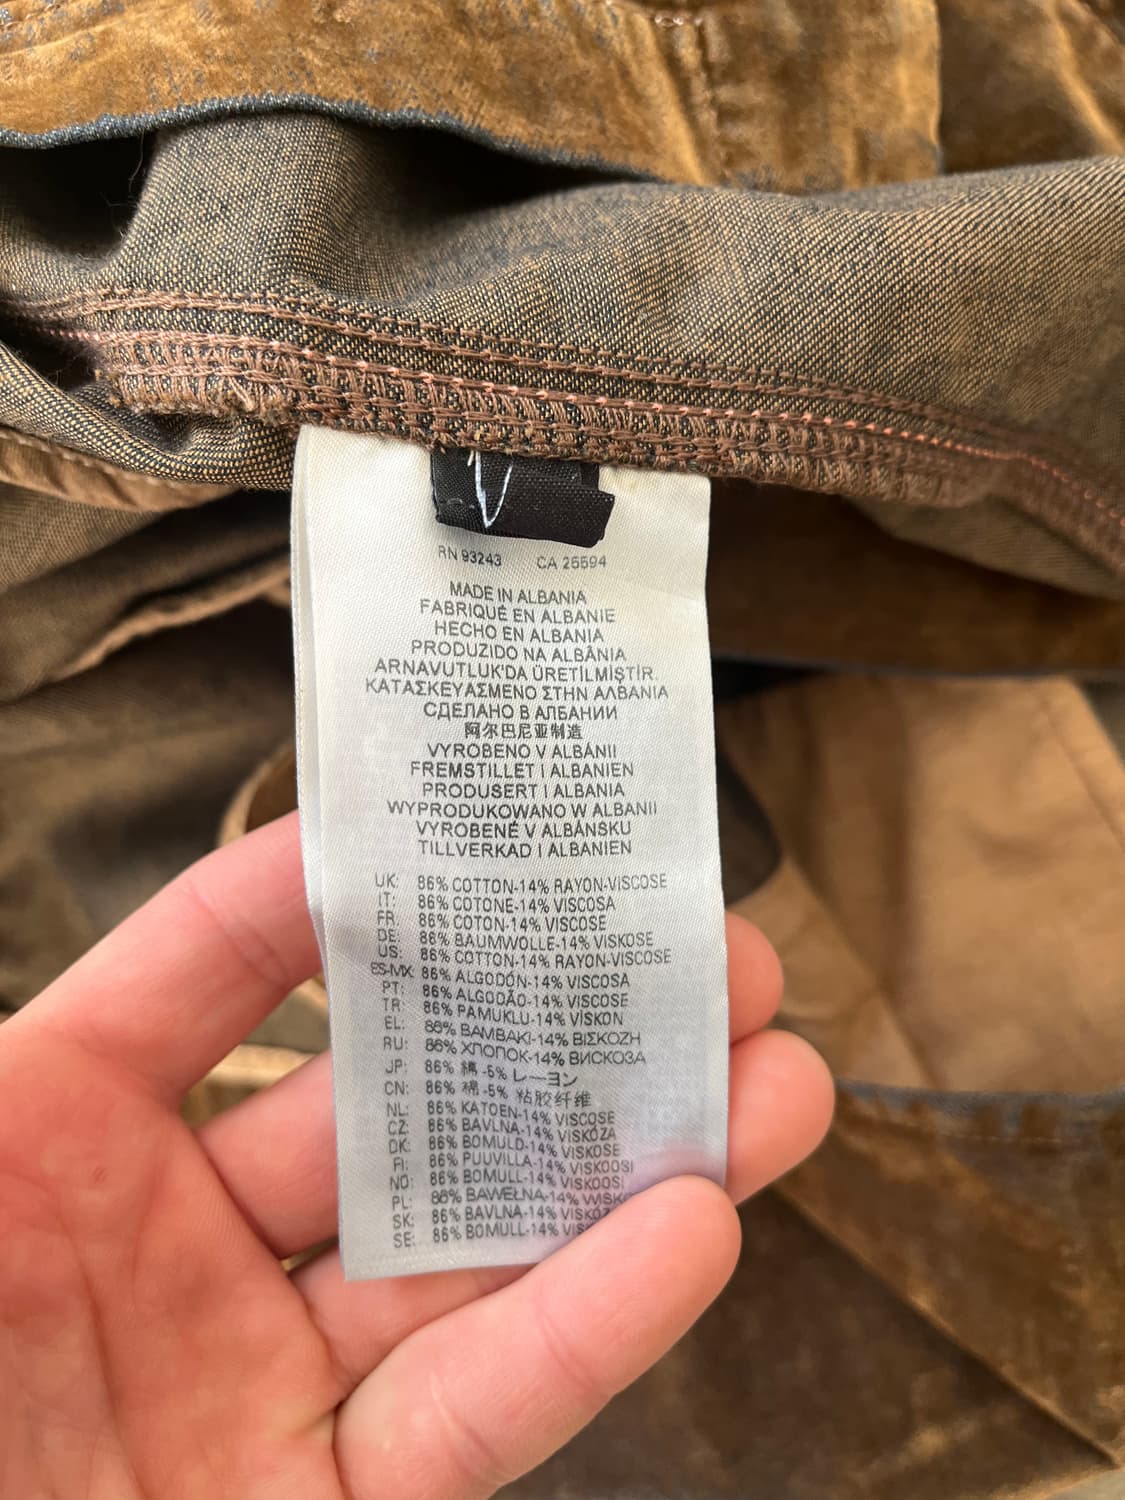 RN 93243 CA 25594
MADE IN ALBANIA
FABRIQUÉ EN ALBANIE
HECHO EN ALBANIA
PRODUZIDO NA ALBÂNIA
ARNAVUTLUK'DA ÜRETİLMİŞTİR.
ΚΑΤΑΣΚΕΥΑΣΜΕΝΟ ΣΤΗΝ ΑΛΒΑΝΙΑ
СДЕЛАНО В АЛБАНИИ
阿尔巴尼亚制造
VYROBENO V ALBÁNII
FREMSTILLET I ALBANIEN
PRODUSERT I ALBANIA
WYPRODUKOWANO W ALBANII
VYROBENÉ V ALBÁNSKU
TILLVERKAD I ALBANIEN
UK: 86% COTTON-14% RAYON-VISCOSE
IT: 86% COTONE-14% VISCOSA
FR: 86% COTON-14% VISCOSE
DE: 86% BAUMWOLLE-14% VISKOSE
US: 86% COTTON-14% RAYON-VISCOSE
ES-MX: 86% ALGODÓN-14% VISCOSA
PT: 86% ALGODÃO-14% VISCOSE
TR: 86% PAMUKLU-14% VİSKON
EL: 86% ΒΑΜΒΑΚΙ-14% ΒΙΣΚΟΖΗ
RU: 86% ХЛОПОК-14% ВИСКОЗА
JP: 86% 綿 -5% レーヨン
CN: 86% 棉 -5% 粘胶纤维
NL: 86% KATOEN-14% VISCOSE
CZ: 86% BAVLNA-14% VISKÓZA
DK: 86% BOMULD-14% VISKOSE
FI: 86% PUUVILLA-14% VISKOOSI
NO: 86% BOMULL-14% VISKOOSI
PL: 86% BAWEŁNA-14%
SK: 86% BAVLNA-14%
SE: 86% BOMULL-14%